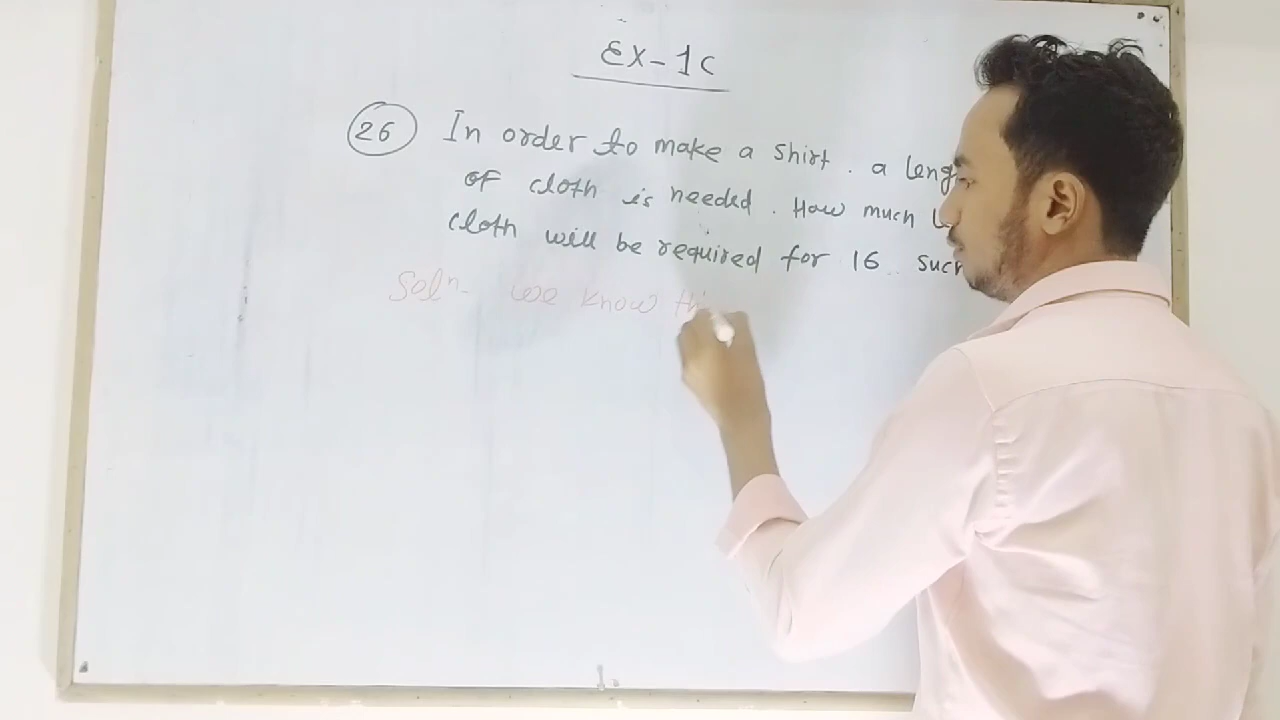 Ex-1c
26 In order to make a shirt. a leng
of cloth is needed. How much
cloth will be required for 16 such
Solⁿ- we know th